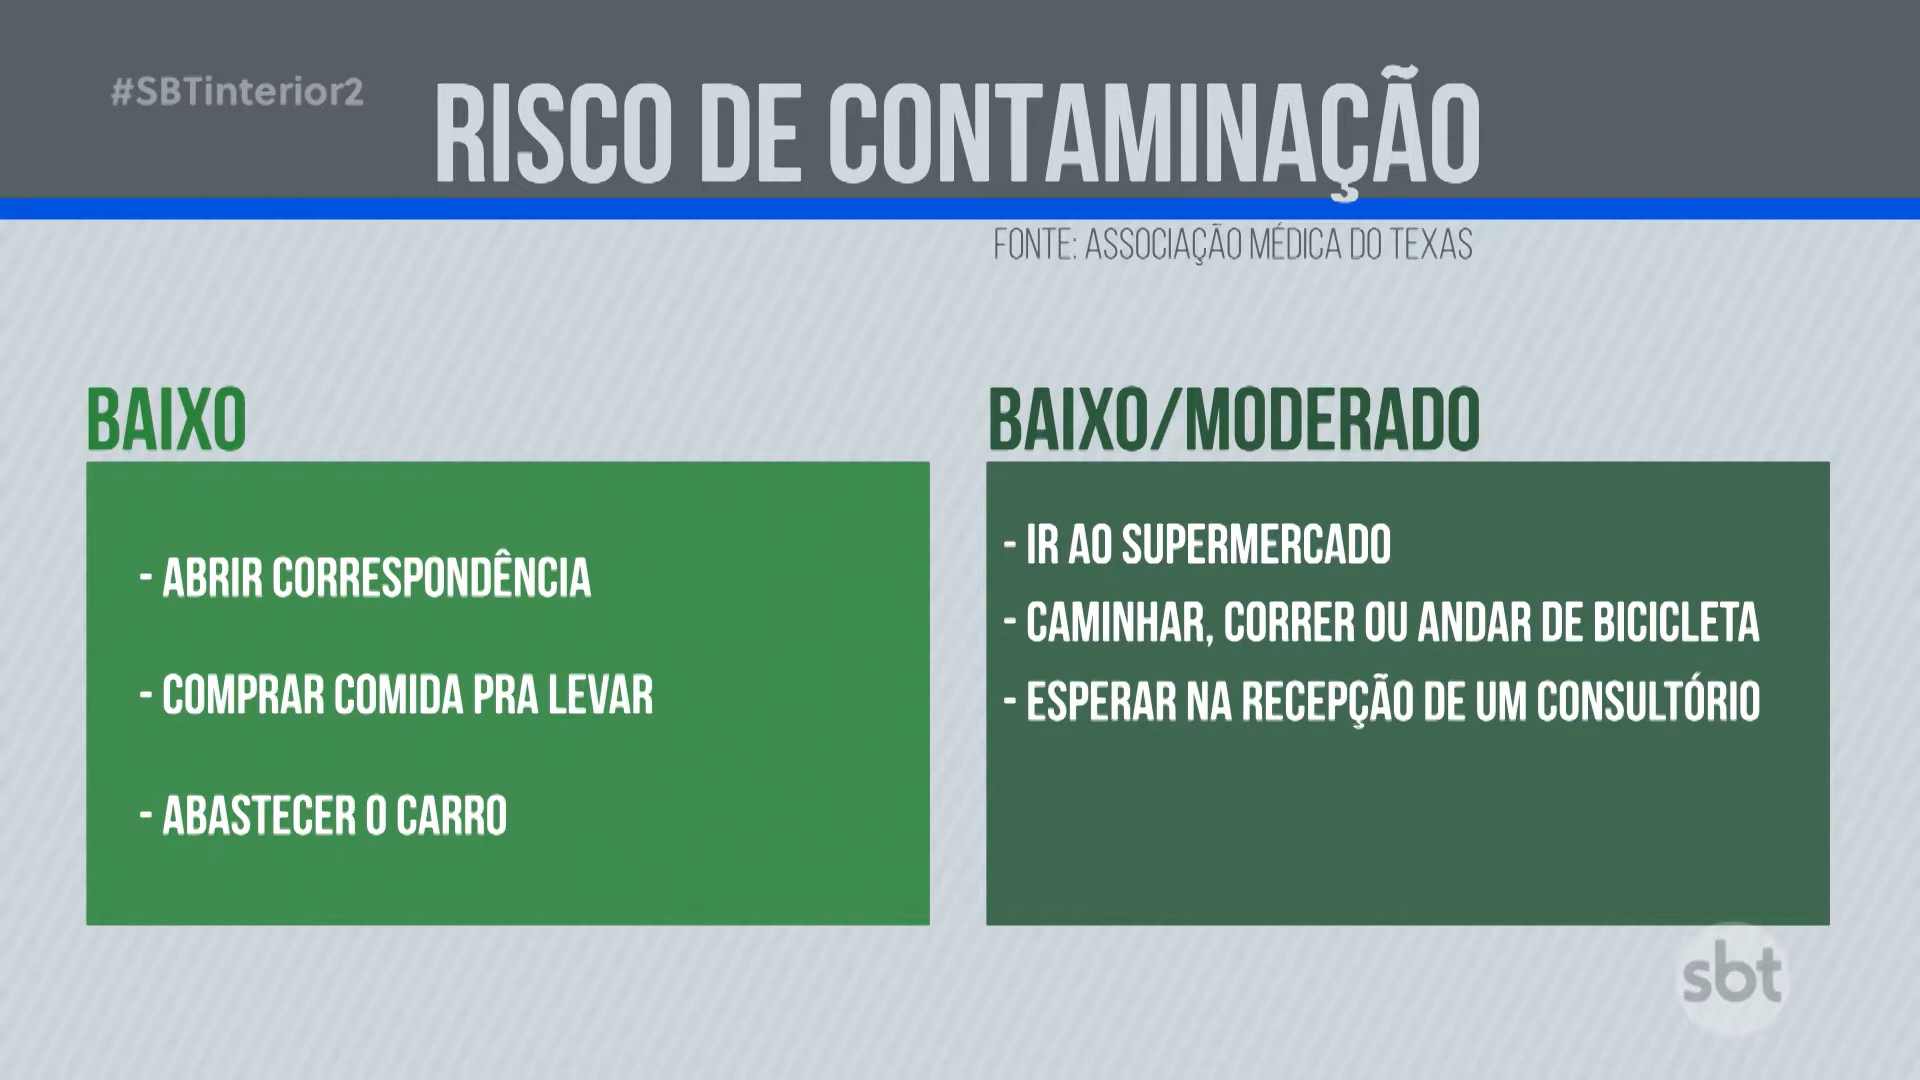 #SBTinterior2
RISCO DE CONTAMINAÇÃO
FONTE: ASSOCIAÇÃO MÉDICA DO TEXAS
BAIXO
- ABRIR CORRESPONDÊNCIA
- COMPRAR COMIDA PRA LEVAR
- ABASTECER O CARRO
BAIXO/MODERADO
- IR AO SUPERMERCADO
- CAMINHAR, CORRER OU ANDAR DE BICICLETA
- ESPERAR NA RECEPÇÃO DE UM CONSULTÓRIO
sbt